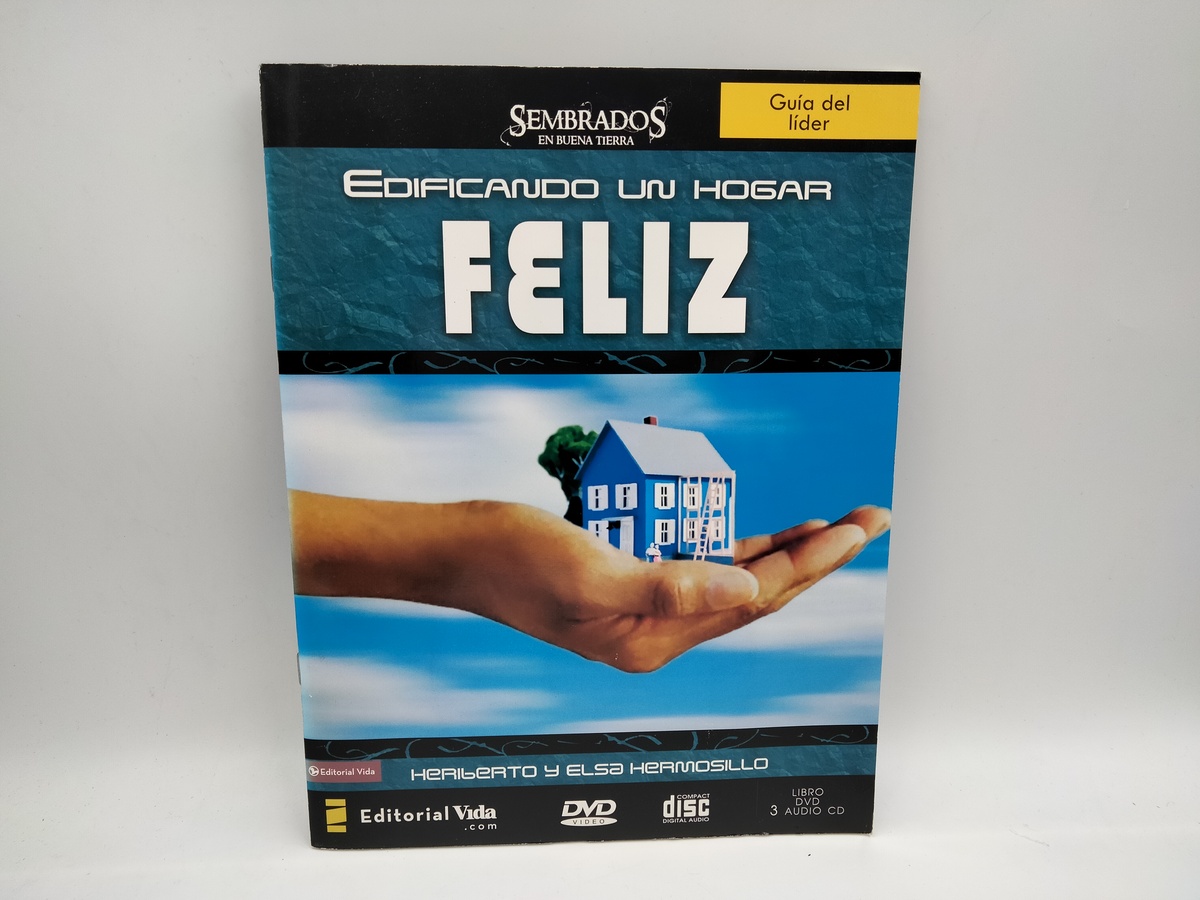 SEMBRADOS
EN BUENA TIERRA
Guía del
líder
EDIFICANDO UN HOGAR
FELIZ
Editorial Vida
HERIBERTO Y ELSA HERMOSILLO
Editorial Vida
.com
DVD
VIDEO
COMPACT
disc
DIGITAL AUDIO
LIBRO
DVD
3 AUDIO CD